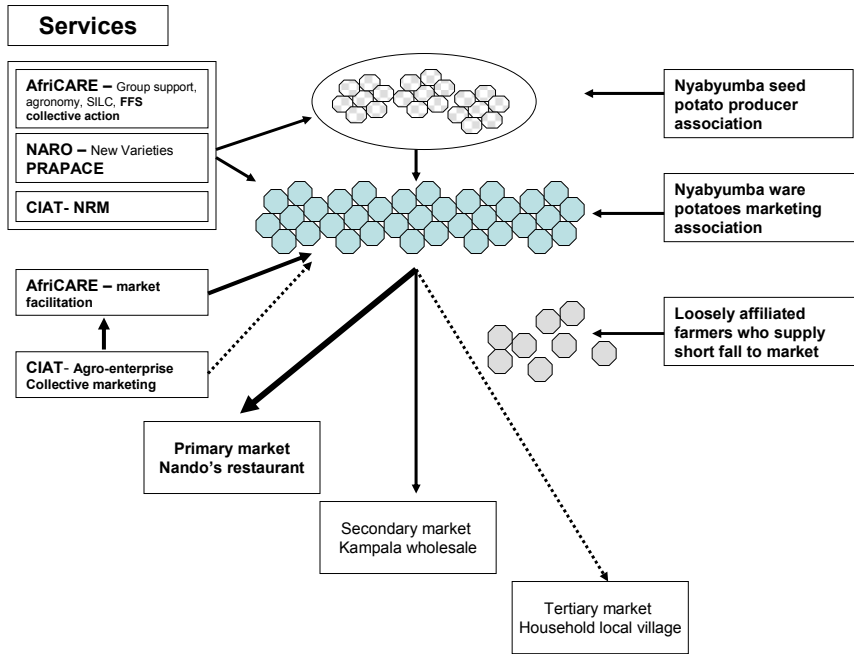 Services
AfriCARE – Group support,
agronomy, SILC, FFS
collective action
NARO – New Varieties
PRAPACE
CIAT- NRM
AfriCARE – market
facilitation
CIAT- Agro-enterprise
Collective marketing
Nyabyumba seed
potato producer
association
Nyabyumba ware
potatoes marketing
association
Loosely affiliated
farmers who supply
short fall to market
Primary market
Nando's restaurant
Secondary market
Kampala wholesale
Tertiary market
Household local village